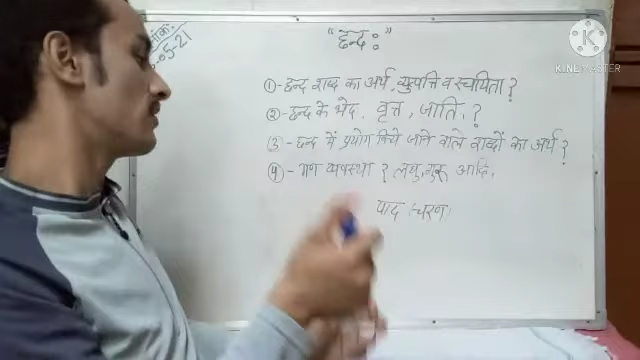 "छन्दः"
①- छन्द शब्द का अर्थ, व्युत्पत्ति व रचयिता ?
②- छन्द के भेद. वृत्त, जाति, ?
③- छन्द में प्रयोग किये जाने वाले शब्दों का अर्थ ?
④- गण व्यवस्था ? लघु, गुरू आदि,
पाद (चरण)
-05-21
KINEMASTER